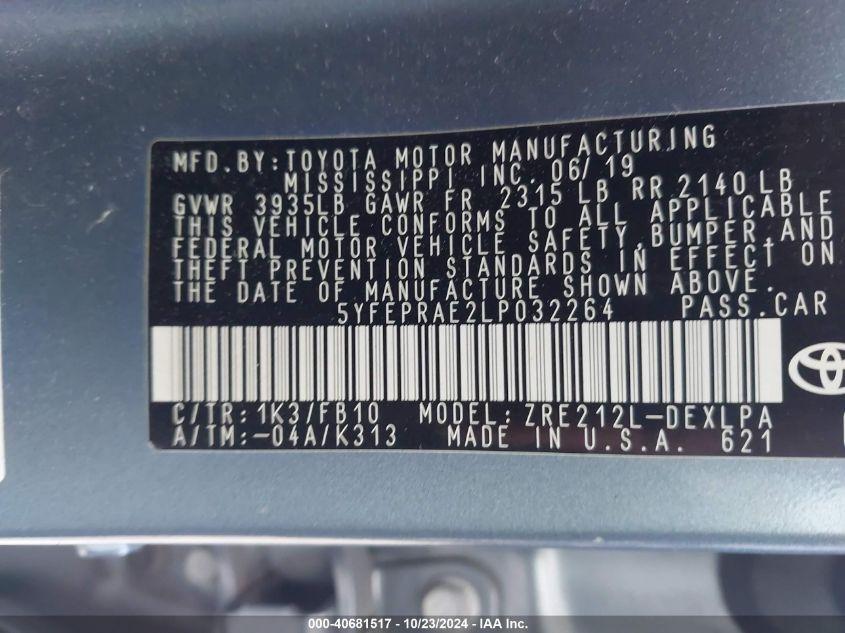 MFD.BY:TOYOTA MOTOR MANUFACTURING
MISSISSIPPI INC. 06/19
GVWR 3935LB GAWR FR 2315 LB RR 2140 LB
THIS VEHICLE CONFORMS TO ALL APPLICABLE
FEDERAL MOTOR VEHICLE SAFETY,BUMPER,AND
THEFT PREVENTION STANDARDS IN EFFECT ON
THE DATE OF MANUFACTURE SHOWN ABOVE.
5YFEPRAE2LP032264 PASS.CAR
C/TR:1K3/FB10 MODEL:ZRE212L-DEXLPA
A/TM:-04A/K313 MADE IN U.S.A. 621
000-40681517 - 10/23/2024 - IAA Inc.